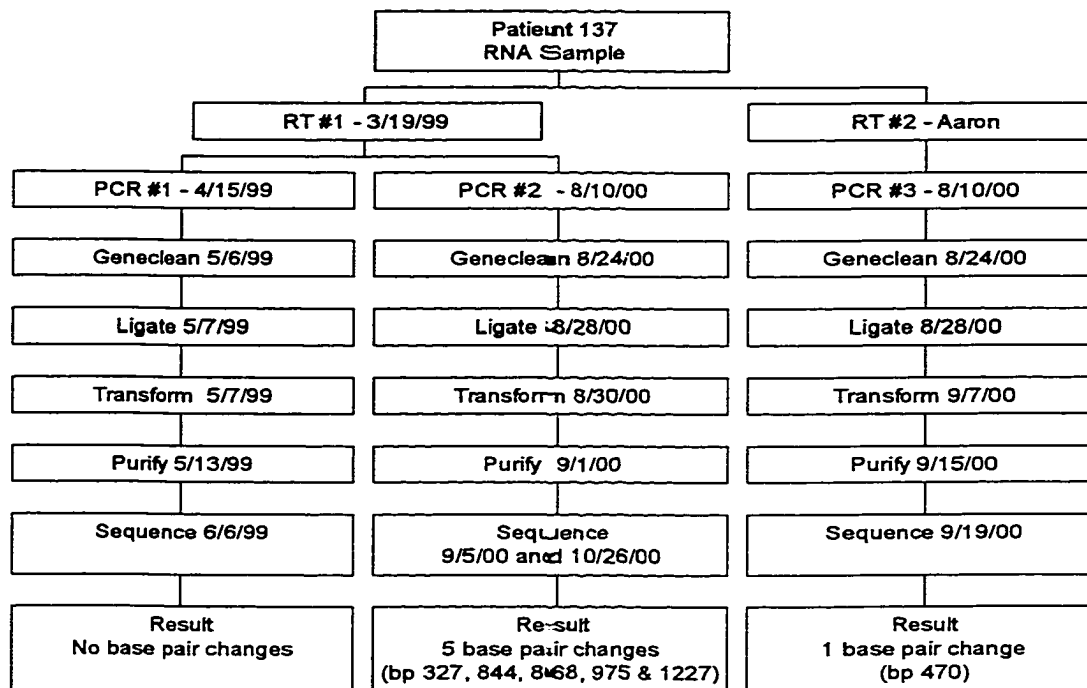 Patient 137
RNA Sample
RT #1 - 3/19/99
RT #2 - Aaron
PCR #1 - 4/15/99
PCR #2 - 8/10/00
PCR #3 - 8/10/00
Geneclean 5/6/99
Geneclean 8/24/00
Geneclean 8/24/00
Ligate 5/7/99
Ligate 8/28/00
Ligate 8/28/00
Transform 5/7/99
Transform 8/30/00
Transform 9/7/00
Purify 5/13/99
Purify 9/1/00
Purify 9/15/00
Sequence 6/6/99
Sequence
9/5/00 and 10/26/00
Sequence 9/19/00
Result
No base pair changes
Result
5 base pair changes
(bp 327, 844, 868, 975 & 1227)
Result
1 base pair change
(bp 470)